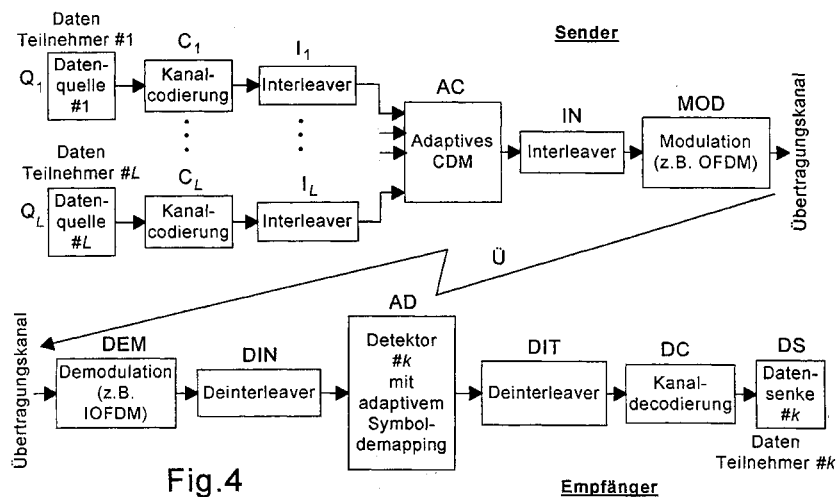 Daten
Teilnehmer #1
C1
I1
Sender
Q1
Daten-
quelle
#1
Kanal-
codierung
Interleaver
AC
Adaptives
CDM
IN
Interleaver
MOD
Modulation
(z.B. OFDM)
Übertragungskanal
Daten
Teilnehmer #L
CL
IL
QL
Daten-
quelle
#L
Kanal-
codierung
Interleaver
Ü
Übertragungskanal
DEM
Demodulation
(z.B.
IOFDM)
DIN
Deinterleaver
AD
Detektor
#k
mit
adaptivem
Symbol-
demapping
DIT
Deinterleaver
DC
Kanal-
decodierung
DS
Daten-
senke
#k
Daten
Teilnehmer #k
Fig.4
Empfänger